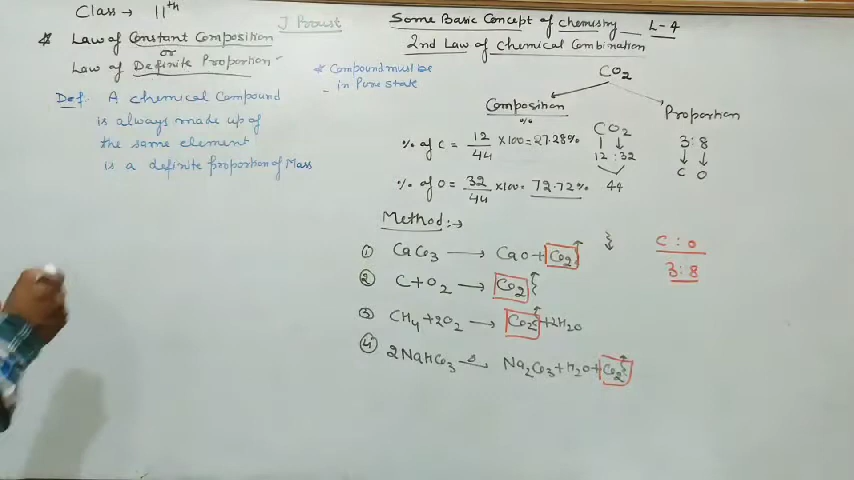 Class → 11th
J Proust
Some Basic Concept of chemistry L-4
2nd Law of Chemical Combination
* Law of Constant Composition
or
Law of Definite Proportion
* Compound must be
in Pure state
Def: A chemical Compound
is always made up of
the same element
is a definite proportion of Mass
CO2
Composition
%
Proportion
% of C = 12/44 ×100 = 27.28%
% of O = 32/44 ×100 = 72.72%
CO2
12 : 32
44
3 : 8
C O
Method:→
① CaCO3 → CaO + CO2 ↑
② C + O2 → CO2 ↑
③ CH4 + 2O2 → CO2 ↑ + 2H2O
④ 2NaHCO3 Δ→ Na2CO3 + H2O + CO2 ↑
C : O
3 : 8